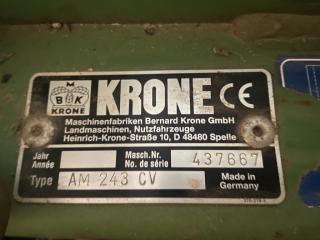 M
B K
KRONE
KRONE CE
Maschinenfabriken Bernard Krone GmbH
Landmaschinen, Nutzfahrzeuge
Heinrich-Krone-Straße 10, D 48480 Spelle
Jahr
Année
Masch.Nr.
No. de série
437667
Type AM 243 CV
Made in
Germany